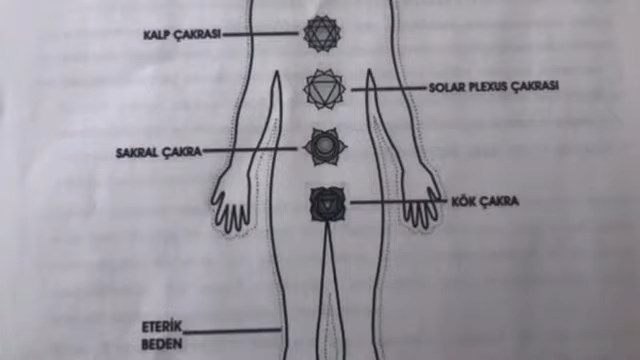 KALP ÇAKRASI
SOLAR PLEXUS ÇAKRASI
SAKRAL ÇAKRA
KÖK ÇAKRA
ETERİK
BEDEN